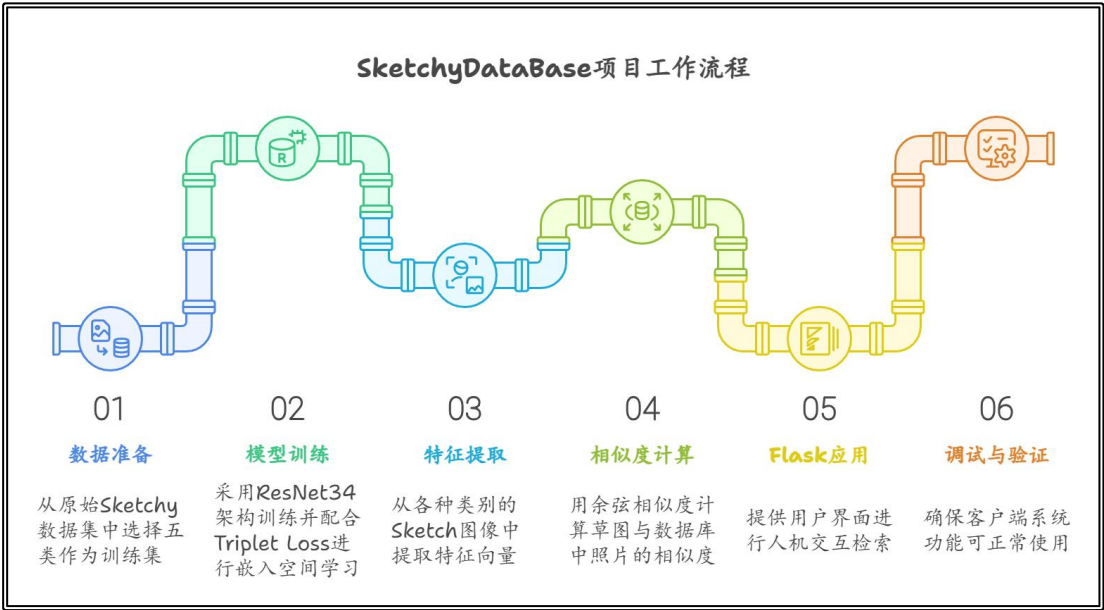 SketchyDataBase项目工作流程
R
01
数据准备
从原始Sketchy
数据集中选择五
类作为训练集
02
模型训练
采用ResNet34
架构训练并配合
Triplet Loss进
行嵌入空间学习
03
特征提取
从各种类别的
Sketch图像中
提取特征向量
04
相似度计算
用余弦相似度计
算草图与数据库
中照片的相似度
05
Flask应用
提供用户界面进
行人机交互检索
06
调试与验证
确保客户端系统
功能可正常使用